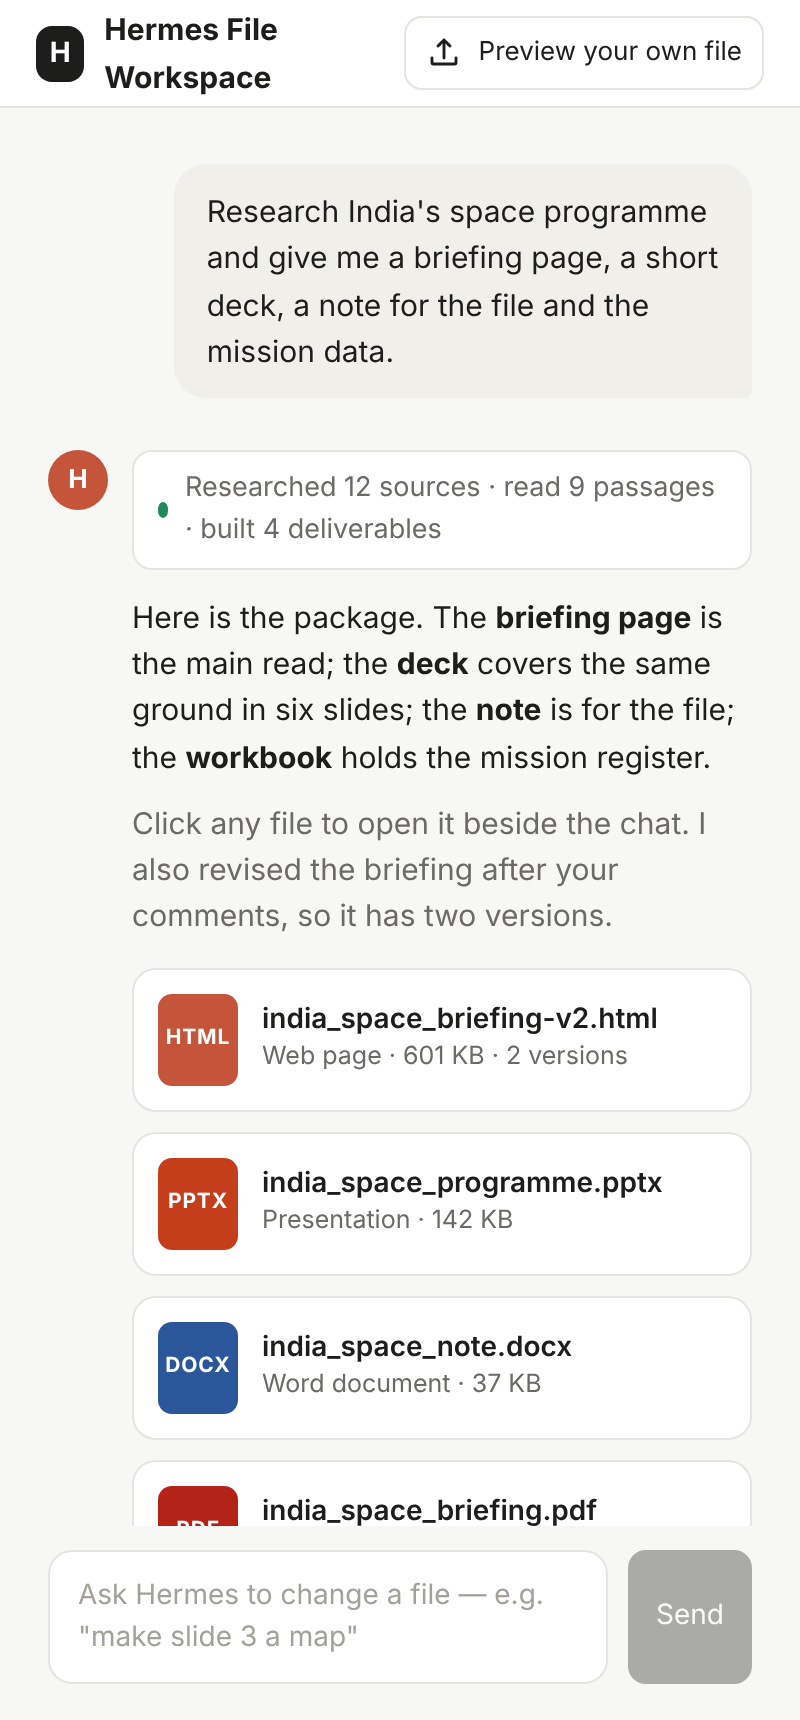 H
Hermes File
Workspace
Preview your own file
Research India's space programme
and give me a briefing page, a short
deck, a note for the file and the
mission data.
H
Researched 12 sources · read 9 passages
· built 4 deliverables
Here is the package. The briefing page is
the main read; the deck covers the same
ground in six slides; the note is for the file;
the workbook holds the mission register.
Click any file to open it beside the chat. I
also revised the briefing after your
comments, so it has two versions.
HTML
india_space_briefing-v2.html
Web page · 601 KB · 2 versions
PPTX
india_space_programme.pptx
Presentation · 142 KB
DOCX
india_space_note.docx
Word document · 37 KB
PDF
india_space_briefing.pdf
Ask Hermes to change a file — e.g.
"make slide 3 a map"
Send